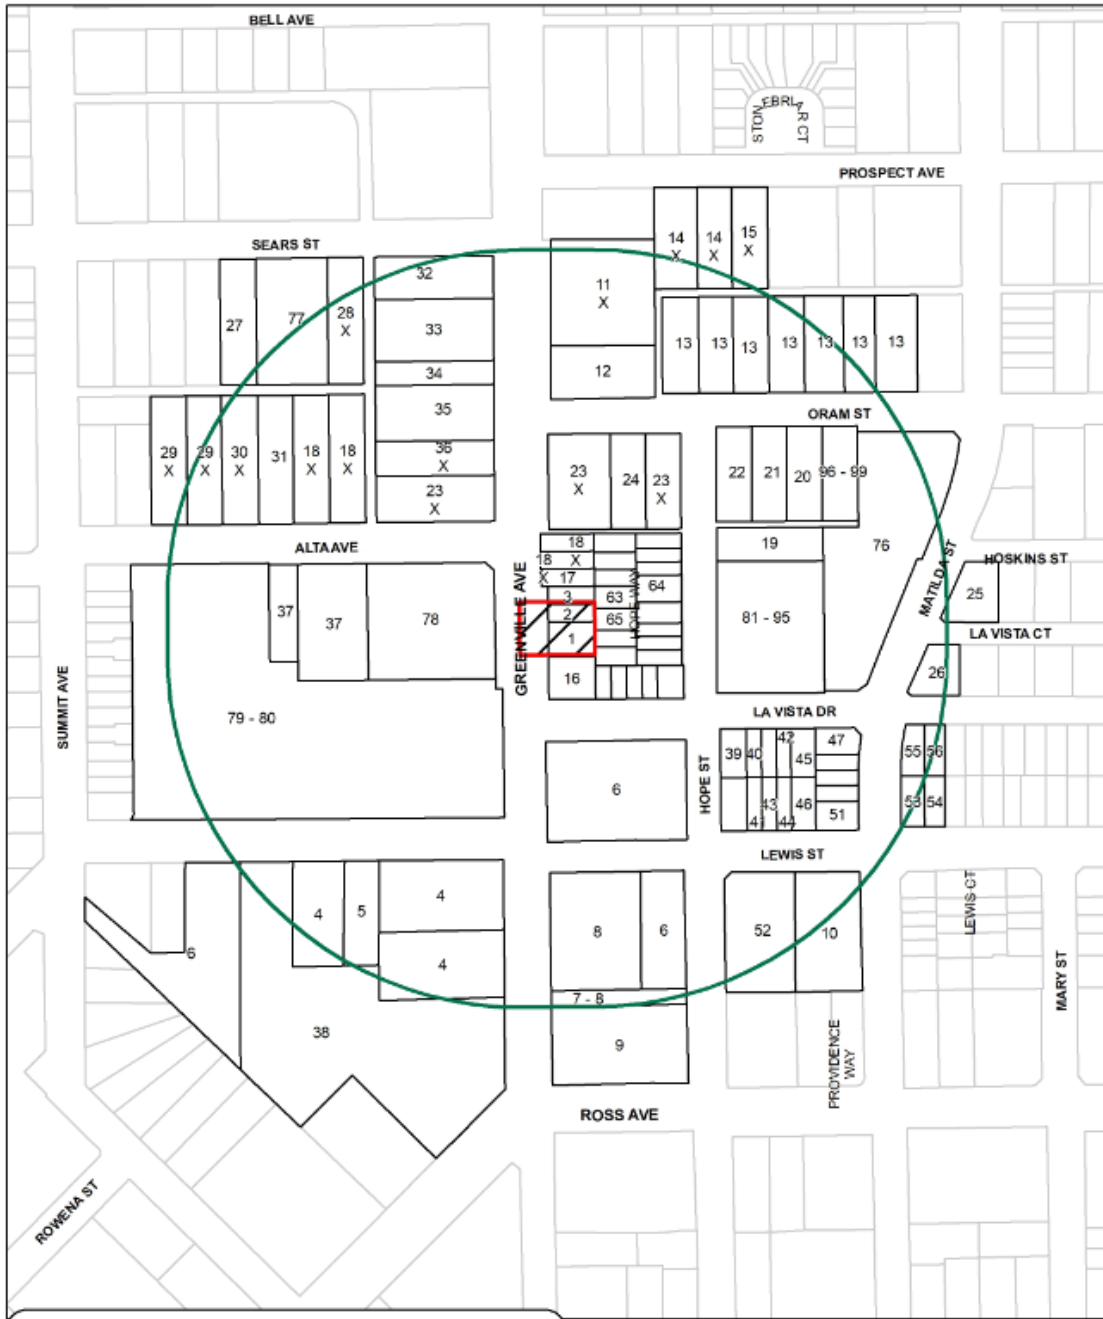 BELL AVE
STONEBRIAR CT
PROSPECT AVE
14 X
14 X
15 X
SEARS ST
32
11 X
27
77
28 X
33
13
13
13
13
13
13
13
34
12
35
ORAM ST
29 X
29 X
30 X
31
18 X
18 X
36 X
23 X
23 X
24
23 X
22
21
20
96 - 99
19
76
ALTA AVE
18 X
18 X
17
64
HOSKINS ST
MATILDA ST
GREENVILLE AVE
37
37
78
3
63
HOPE WAY
25
2
65
81 - 95
1
LA VISTA CT
16
26
SUMMIT AVE
79 - 80
LA VISTA DR
HOPE ST
39
40
42
45
47
55
56
6
43
46
41
44
51
53
54
LEWIS ST
4
5
4
8
6
52
10
LEWIS CT
6
4
7 - 8
MARY ST
38
9
PROVIDENCE WAY
ROSS AVE
ROWENA ST